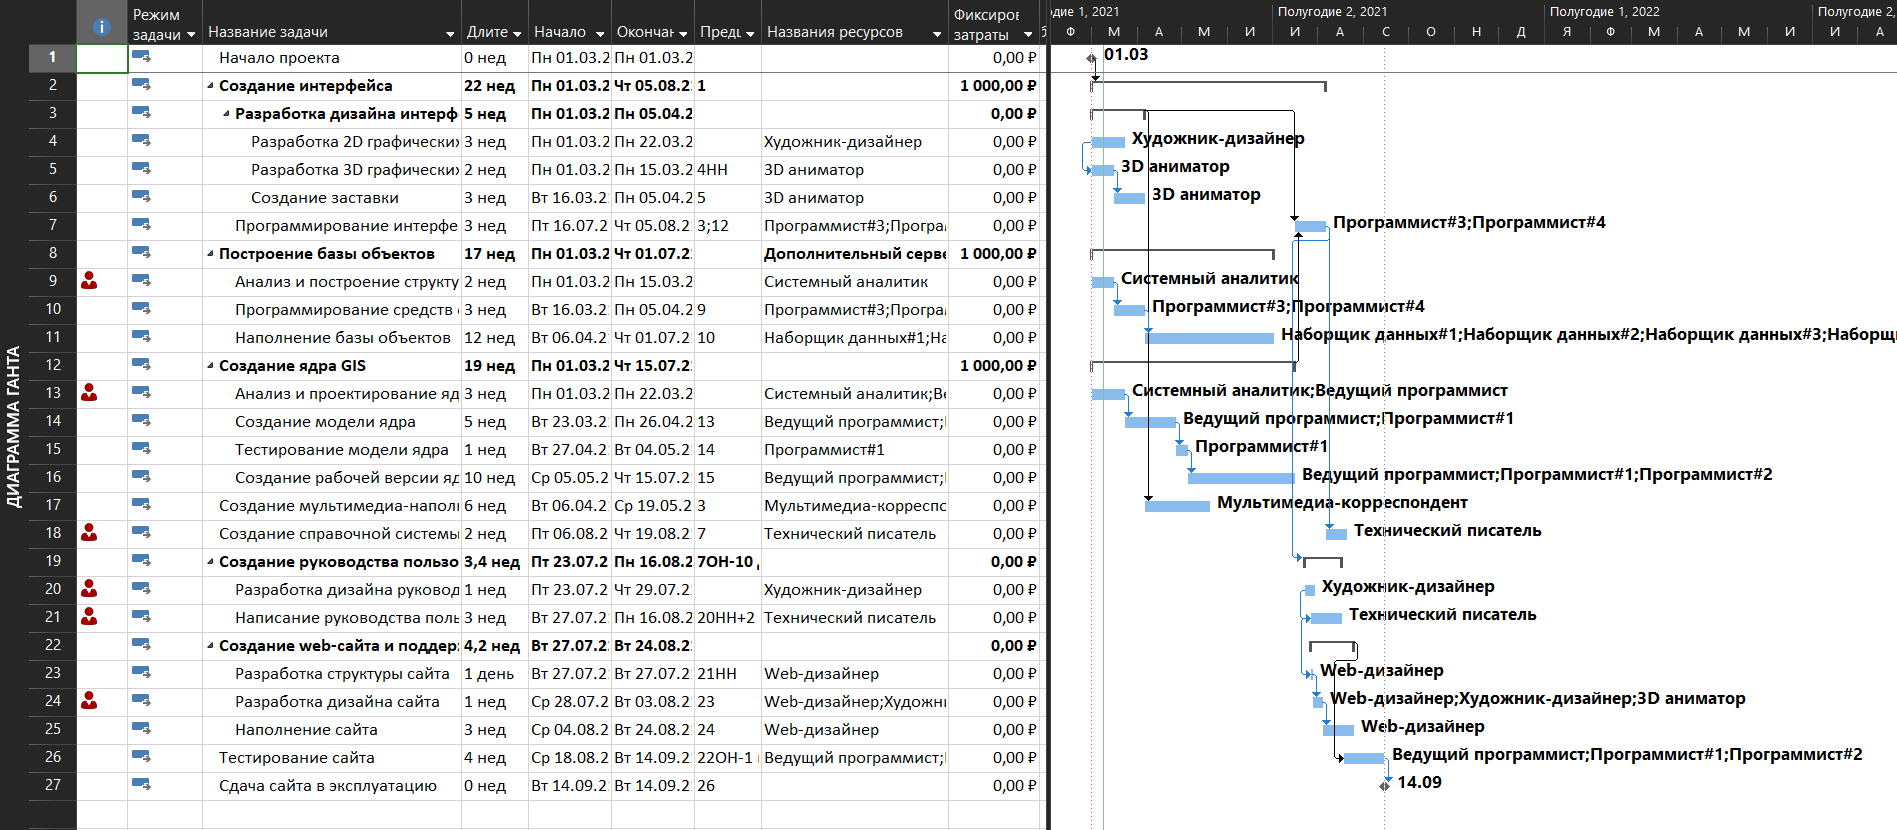 ДИАГРАММА ГАНТА
Режим задачи Название задачи Длите Начало Окончан Предш Названия ресурсов Фиксиров затраты
одие 1, 2021 Полугодие 2, 2021 Полугодие 1, 2022 Полугодие 2,
Ф М А М И И А С О Н Д Я Ф М А М И И А
1 Начало проекта 0 нед Пн 01.03.2 Пн 01.03.2 0,00 ₽ 01.03
2 Создание интерфейса 22 нед Пн 01.03.2 Чт 05.08.2 1 1 000,00 ₽
3 Разработка дизайна интерф 5 нед Пн 01.03.2 Пн 05.04.2 0,00 ₽
4 Разработка 2D графических 3 нед Пн 01.03.2 Пн 22.03.2 Художник-дизайнер 0,00 ₽ Художник-дизайнер
5 Разработка 3D графических 2 нед Пн 01.03.2 Пн 15.03.2 4НН 3D аниматор 0,00 ₽ 3D аниматор
6 Создание заставки 3 нед Вт 16.03.2 Пн 05.04.2 5 3D аниматор 0,00 ₽ 3D аниматор
7 Программирование интерфе 3 нед Пт 16.07.2 Чт 05.08.2 3;12 Программист#3;Програ 0,00 ₽ Программист#3;Программист#4
8 Построение базы объектов 17 нед Пн 01.03.2 Чт 01.07.2 Дополнительный серве 1 000,00 ₽
9 Анализ и построение структу 2 нед Пн 01.03.2 Пн 15.03.2 Системный аналитик 0,00 ₽ Системный аналитик
10 Программирование средств 3 нед Вт 16.03.2 Пн 05.04.2 9 Программист#3;Програ 0,00 ₽ Программист#3;Программист#4
11 Наполнение базы объектов 12 нед Вт 06.04.2 Чт 01.07.2 10 Наборщик данных#1;На 0,00 ₽ Наборщик данных#1;Наборщик данных#2;Наборщик данных#3;Наборщ
12 Создание ядра GIS 19 нед Пн 01.03.2 Чт 15.07.2 1 000,00 ₽
13 Анализ и проектирование яд 3 нед Пн 01.03.2 Пн 22.03.2 Системный аналитик;Ве 0,00 ₽ Системный аналитик;Ведущий программист
14 Создание модели ядра 5 нед Вт 23.03.2 Пн 26.04.2 13 Ведущий программист; 0,00 ₽ Ведущий программист;Программист#1
15 Тестирование модели ядра 1 нед Вт 27.04.2 Вт 04.05.2 14 Программист#1 0,00 ₽ Программист#1
16 Создание рабочей версии яд 10 нед Ср 05.05.2 Чт 15.07.2 15 Ведущий программист; 0,00 ₽ Ведущий программист;Программист#1;Программист#2
17 Создание мультимедиа-напол 6 нед Вт 06.04.2 Ср 19.05.2 3 Мультимедиа-корреспо 0,00 ₽ Мультимедиа-корреспондент
18 Создание справочной системы 2 нед Пт 06.08.2 Чт 19.08.2 7 Технический писатель 0,00 ₽ Технический писатель
19 Создание руководства пользо 3,4 нед Пт 23.07.2 Пн 16.08.2 7ОН-10 0,00 ₽
20 Разработка дизайна руковод 1 нед Пт 23.07.2 Чт 29.07.2 Художник-дизайнер 0,00 ₽ Художник-дизайнер
21 Написание руководства поль 3 нед Вт 27.07.2 Пн 16.08.2 20НН+2 Технический писатель 0,00 ₽ Технический писатель
22 Создание web-сайта и поддер 4,2 нед Вт 27.07.2 Вт 24.08.2 0,00 ₽
23 Разработка структуры сайта 1 день Вт 27.07.2 Вт 27.07.2 21НН Web-дизайнер 0,00 ₽ Web-дизайнер
24 Разработка дизайна сайта 1 нед Ср 28.07.2 Вт 03.08.2 23 Web-дизайнер;Художн 0,00 ₽ Web-дизайнер;Художник-дизайнер;3D аниматор
25 Наполнение сайта 3 нед Ср 04.08.2 Вт 24.08.2 24 Web-дизайнер 0,00 ₽ Web-дизайнер
26 Тестирование сайта 4 нед Ср 18.08.2 Вт 14.09.2 22ОН-1 Ведущий программист; 0,00 ₽ Ведущий программист;Программист#1;Программист#2
27 Сдача сайта в эксплуатацию 0 нед Вт 14.09.2 Вт 14.09.2 26 0,00 ₽ 14.09